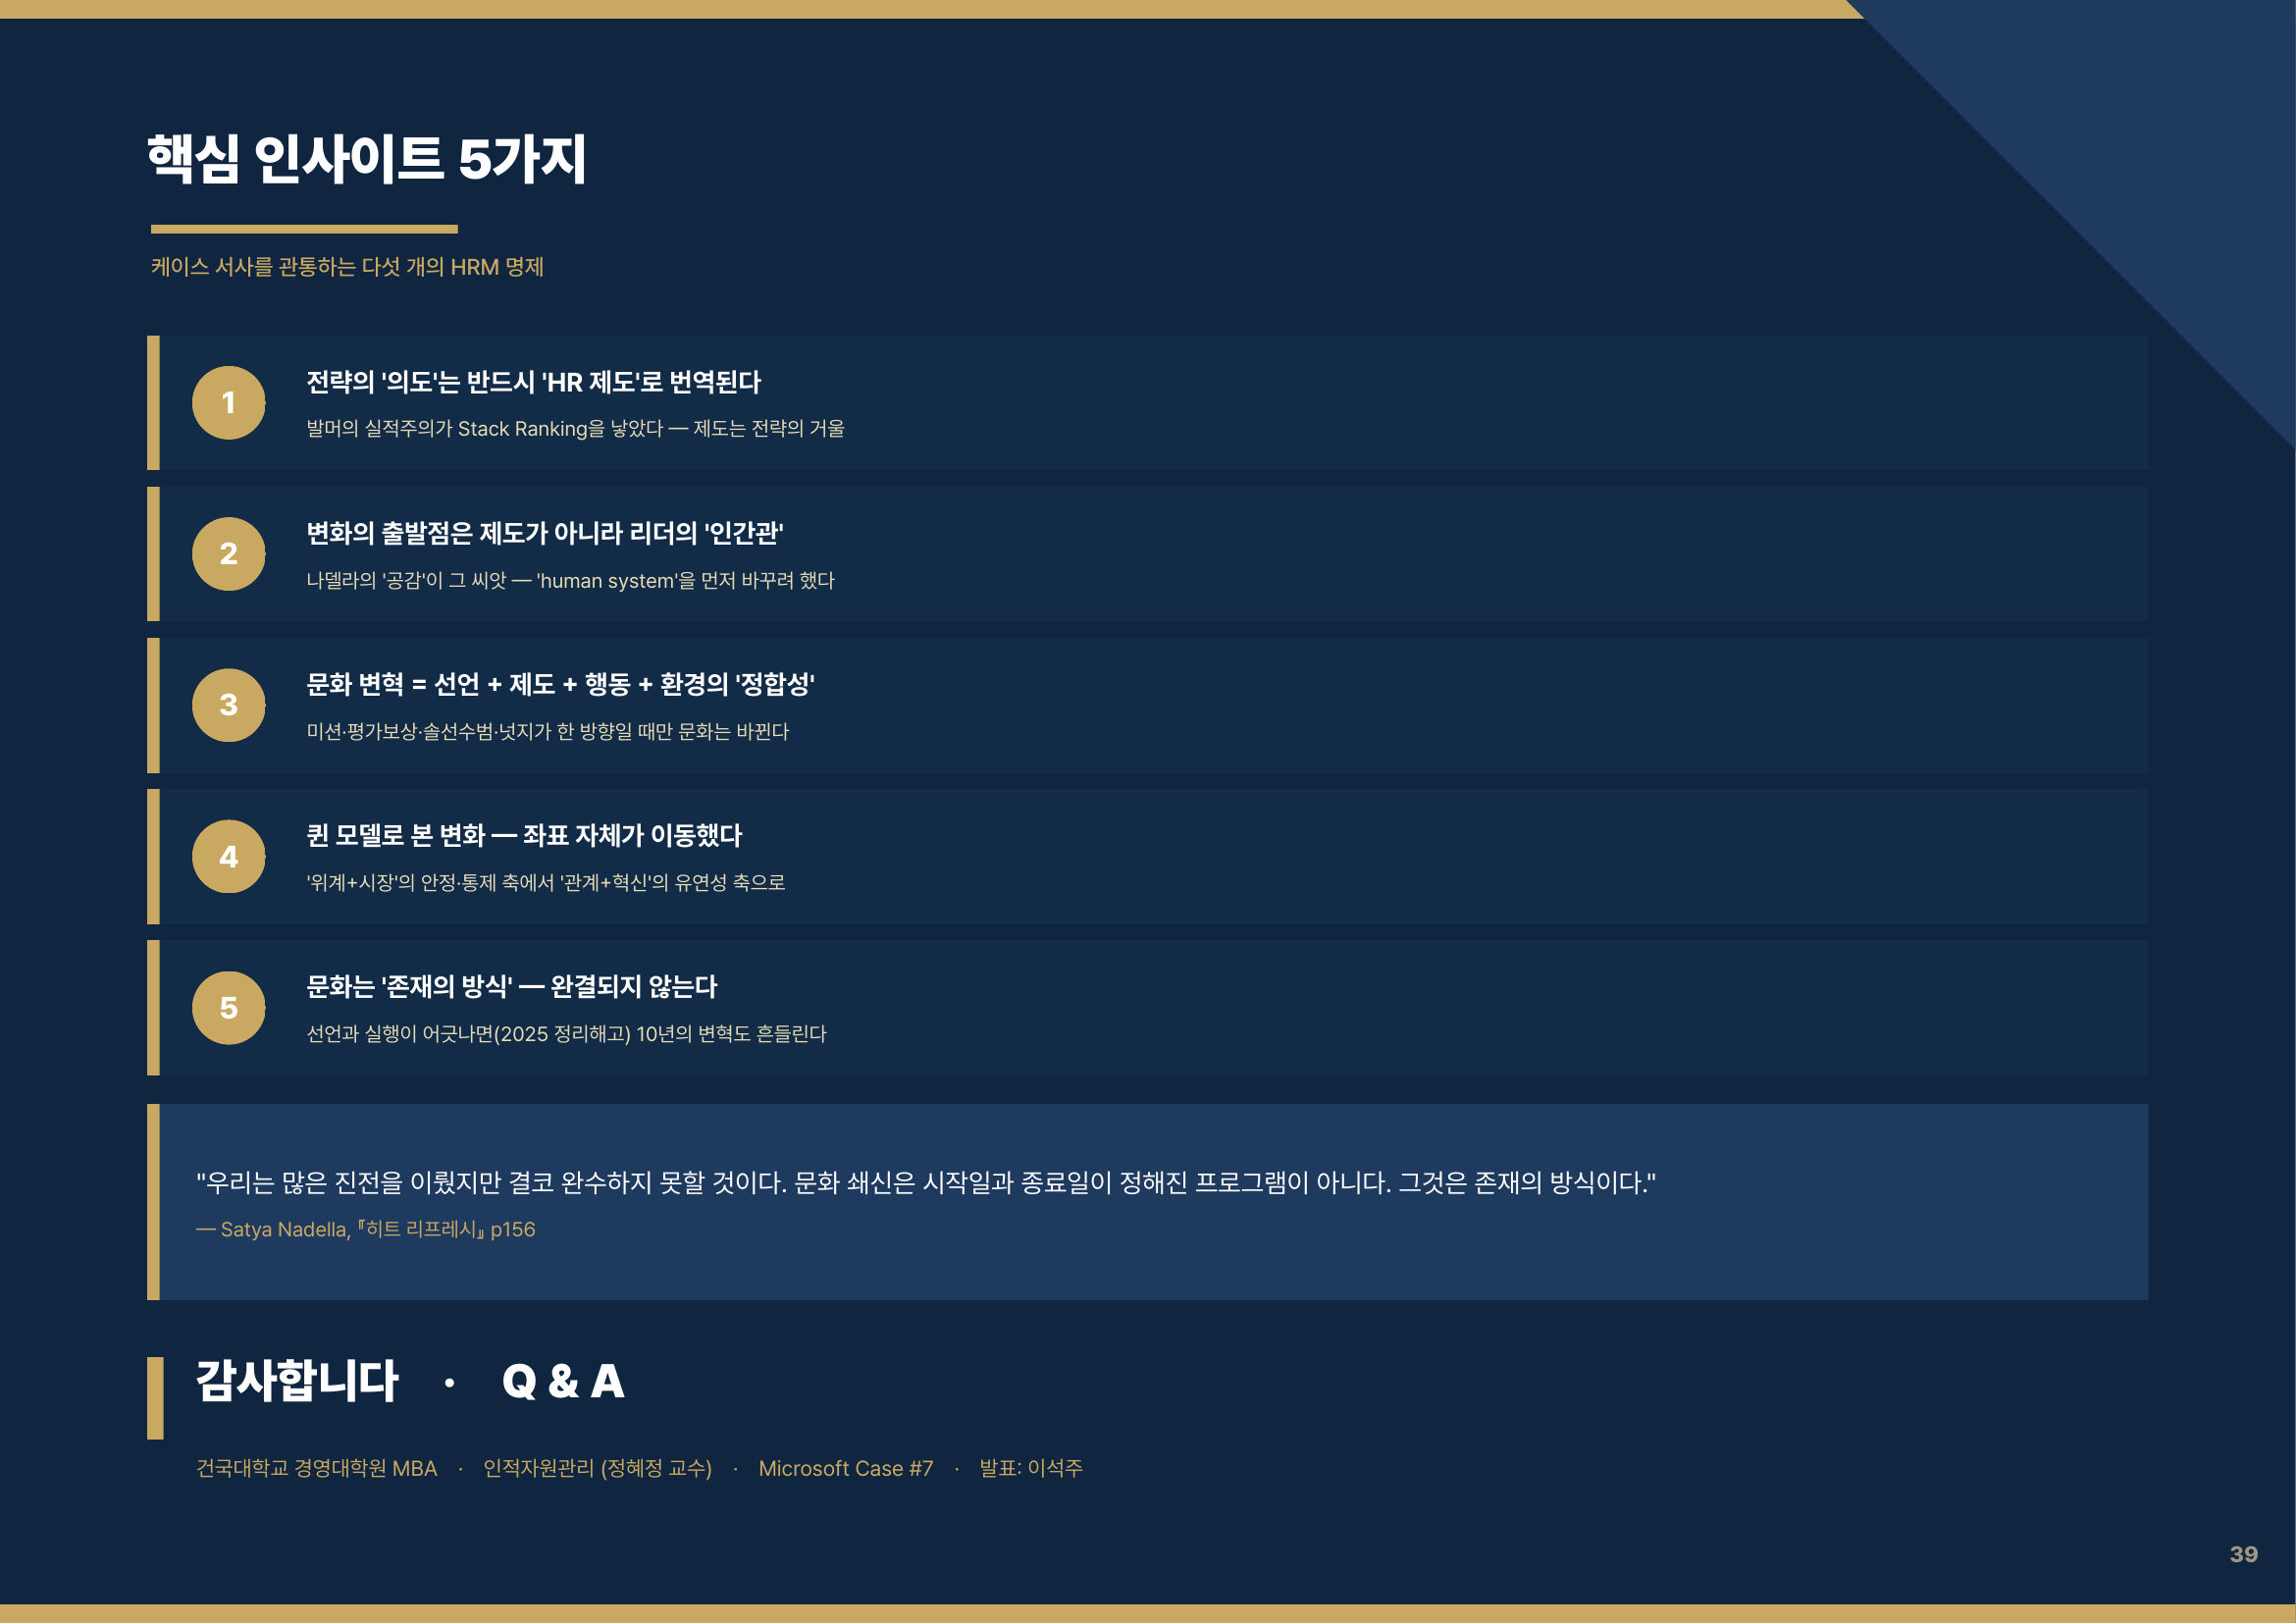 핵심 인사이트 5가지
케이스 서사를 관통하는 다섯 개의 HRM 명제
1
전략의 '의도'는 반드시 'HR 제도'로 번역된다
발머의 실적주의가 Stack Ranking을 낳았다 — 제도는 전략의 거울
2
변화의 출발점은 제도가 아니라 리더의 '인간관'
나델라의 '공감'이 그 씨앗 — 'human system'을 먼저 바꾸려 했다
3
문화 변혁 = 선언 + 제도 + 행동 + 환경의 '정합성'
미션·평가보상·솔선수범·넛지가 한 방향일 때만 문화는 바뀐다
4
퀸 모델로 본 변화 — 좌표 자체가 이동했다
'위계+시장'의 안정·통제 축에서 '관계+혁신'의 유연성 축으로
5
문화는 '존재의 방식' — 완결되지 않는다
선언과 실행이 어긋나면(2025 정리해고) 10년의 변혁도 흔들린다
"우리는 많은 진전을 이뤘지만 결코 완수하지 못할 것이다. 문화 쇄신은 시작일과 종료일이 정해진 프로그램이 아니다. 그것은 존재의 방식이다."
— Satya Nadella, 『히트 리프레시』 p156
감사합니다 · Q & A
건국대학교 경영대학원 MBA · 인적자원관리 (정혜정 교수) · Microsoft Case #7 · 발표: 이석주
39